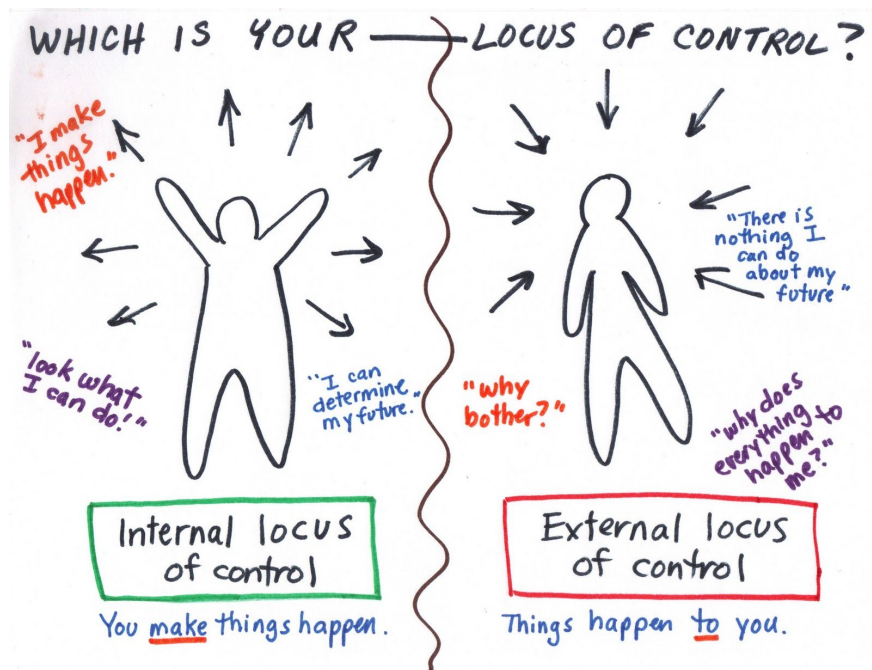 WHICH IS YOUR — LOCUS OF CONTROL?
"I make
things
happen."
"look what
I can do!"
"I can
determine
my future."
Internal locus
of control
You make things happen.
"There is
nothing I
can do
about my
future"
"why
bother?"
"why does
everything
happen to
me?"
External locus
of control
Things happen to you.